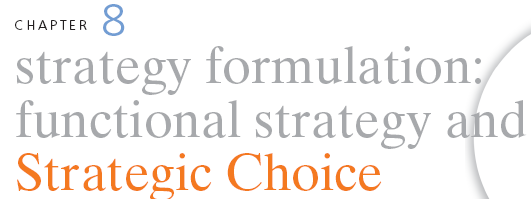 CHAPTER 8
strategy formulation:
functional strategy and
Strategic Choice